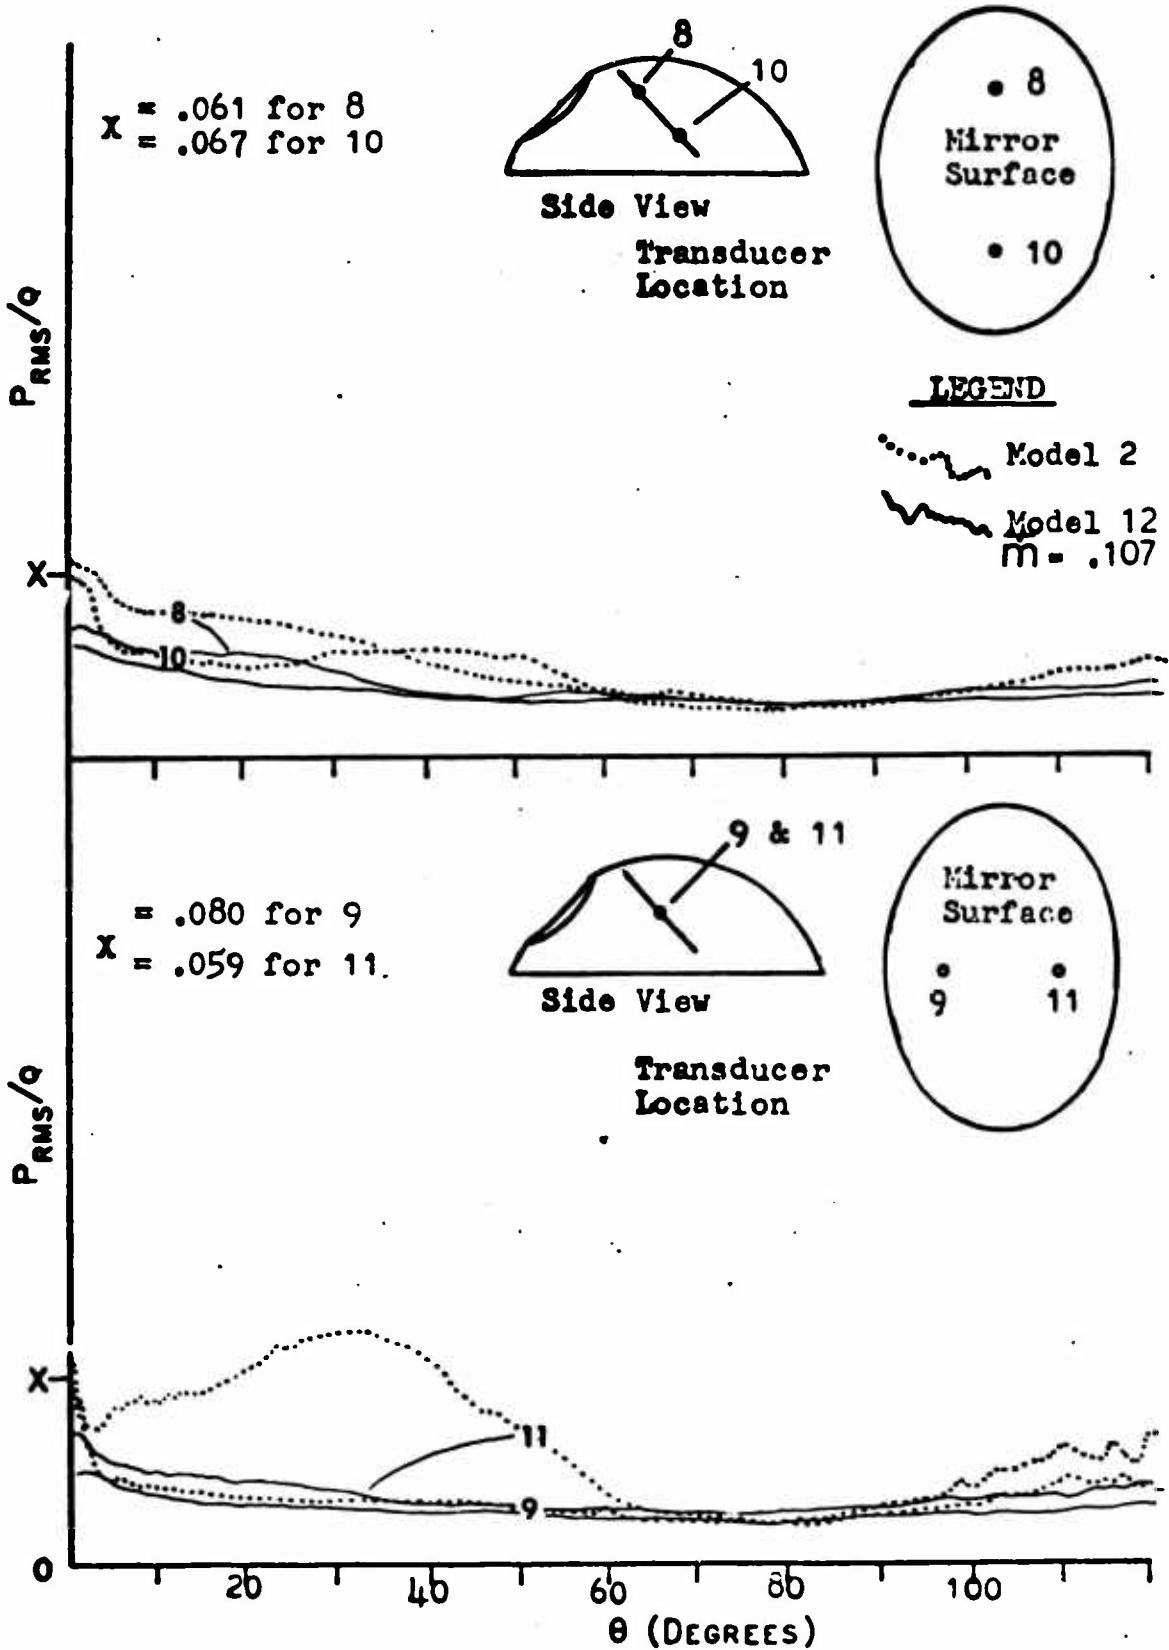 8
10
X = .061 for 8
= .067 for 10
Side View
Transducer
Location
8
Mirror
Surface
10
PRMS/Q
LEGEND
Model 2
Model 12
ṁ = .107
X
8
10
9 & 11
X = .080 for 9
= .059 for 11.
Side View
Transducer
Location
Mirror
Surface
9 11
PRMS/Q
X
11
9
0
20 40 60 80 100
θ (DEGREES)